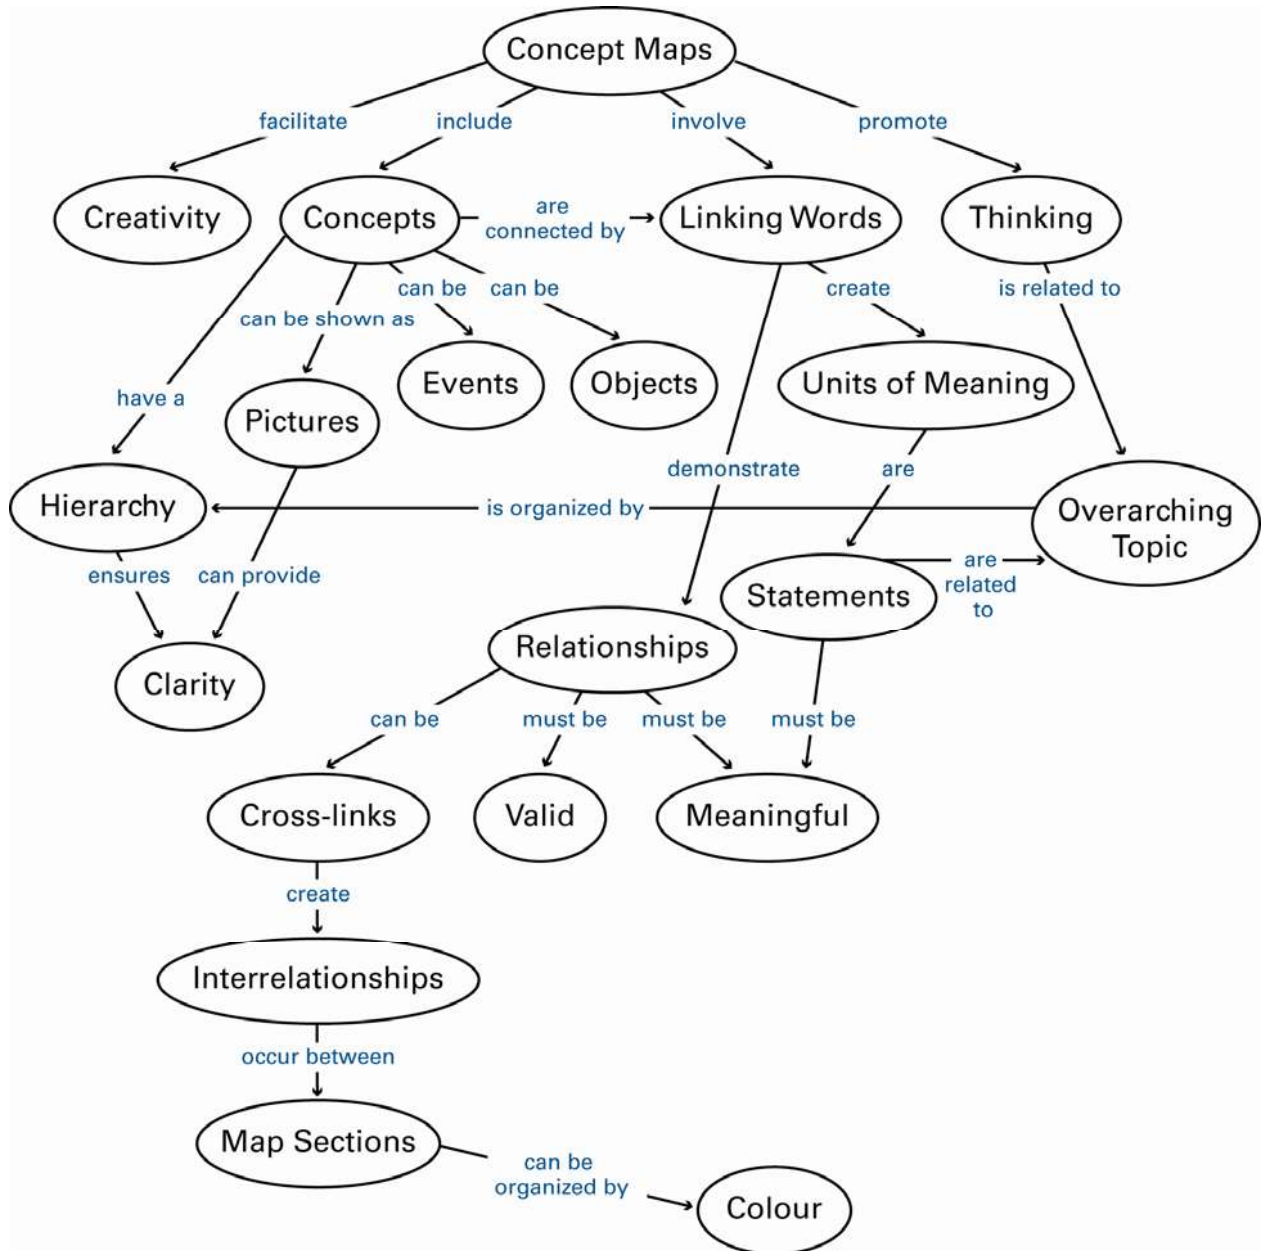 Concept Maps
facilitate
include
involve
promote
Creativity
Concepts
are
connected by
Linking Words
Thinking
can be
can be
create
is related to
can be shown as
Events
Objects
Units of Meaning
have a
Pictures
demonstrate
are
Hierarchy
is organized by
Overarching
Topic
ensures
can provide
are
related
to
Statements
Relationships
Clarity
can be
must be
must be
must be
Cross-links
Valid
Meaningful
create
Interrelationships
occur between
Map Sections
can be
organized by
Colour